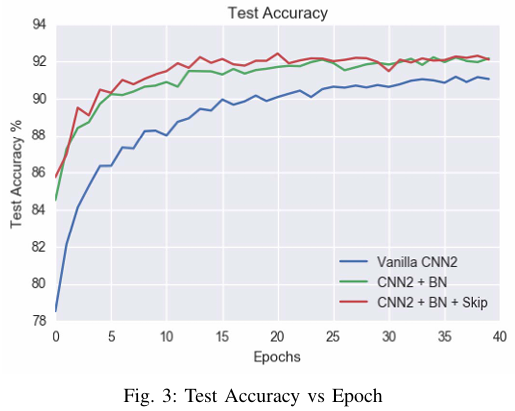 Test Accuracy
94
92
90
88
86
84
82
80
78
Test Accuracy %
0 5 10 15 20 25 30 35 40
Epochs
Vanilla CNN2
CNN2 + BN
CNN2 + BN + Skip
Fig. 3: Test Accuracy vs Epoch